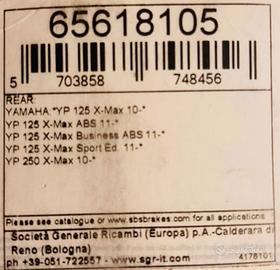 65618105
5 703858 748456
REAR:
YAMAHA:*YP 125 X-Max 10-*
YP 125 X-Max ABS 11-*
YP 125 X-Max Business ABS 11-*
YP 125 X-Max Sport Ed. 11-*
YP 250 X-Max 10-*
Please see catalogue or www.sbsbrakes.com for further
Società Generale Ricambi (Europa) p.A.-Calderara di
Reno (Bologna)
ph +39-051-722557 - www.sgr-it.com
4178101